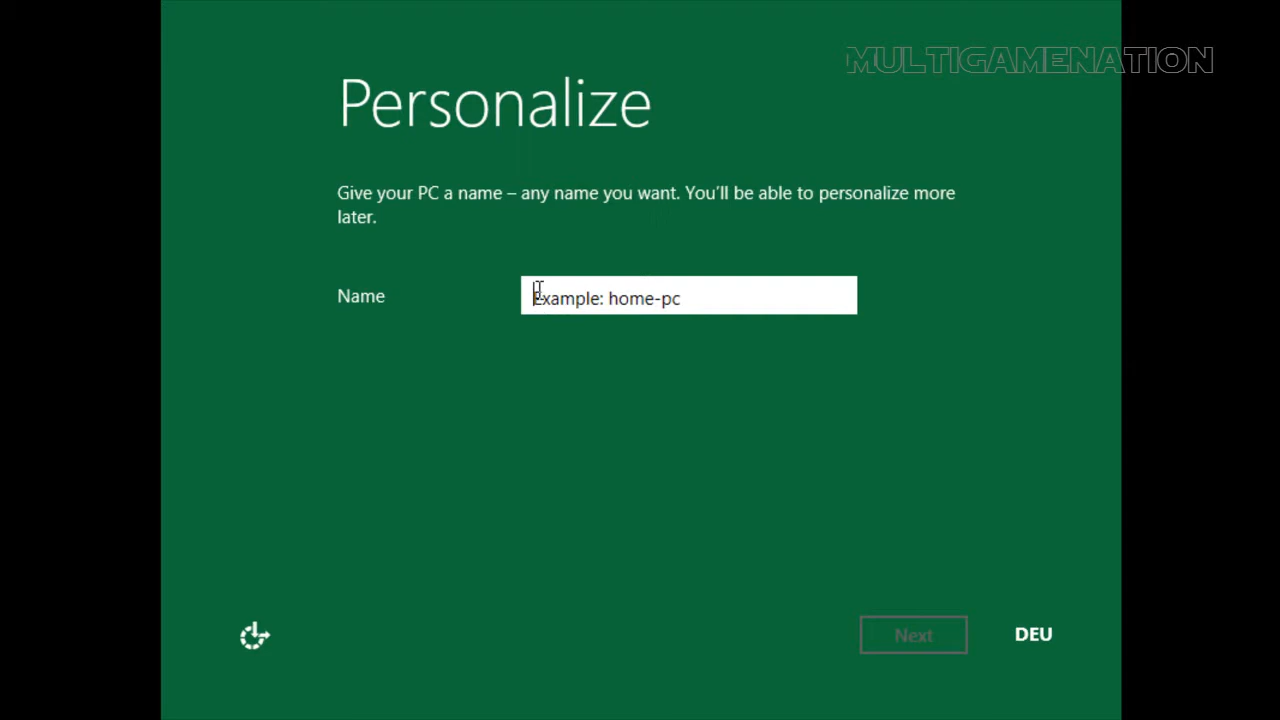 MULTIGAMENATION
Personalize
Give your PC a name – any name you want. You'll be able to personalize more
later.
Name
Example: home-pc
Next
DEU